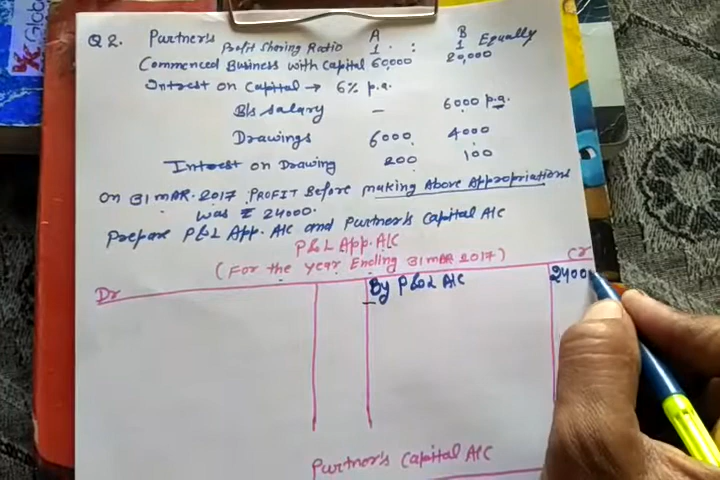 Global
Q2. Partner's A B
Profit Sharing Ratio 1 : 1 Equally
Commenced Business with Capital 60,000 20,000
Interest on Capital → 6% p.a.
B's Salary - 6000 p.a.
Drawings 6000 4000
Interest on Drawing 200 100
On 31 MAR. 2017 PROFIT Before making Above Appropriations
was ₹ 24000.
Prepare P&L App. A/C and Partner's Capital A/C
P&L App. A/C
(For the year Ending 31 MAR 2017)
Dr Cr
By P&L A/C 2400
Partner's Capital A/C